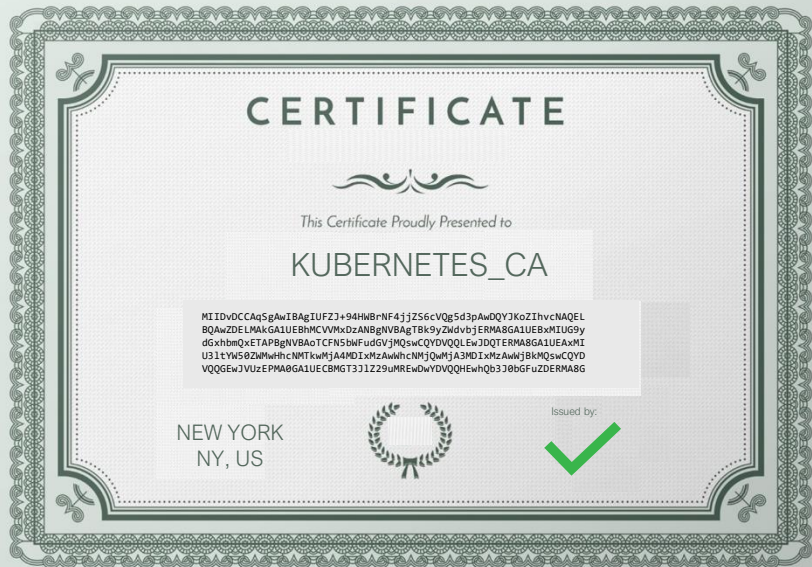 CERTIFICATE
This Certificate Proudly Presented to
KUBERNETES_CA
MIIDvDCCAqSgAwIBAgIUFZJ+94HWBrNF4jjZS6cVQg5d3pAwDQYJKoZIhvcNAQEL
BQAwZDELMAkGA1UEBhMCVVMxDzANBgNVBAgTBk9yZWdvbjERMA8GA1UEBxMIUG9y
dGxhbmQxETAPBgNVBAoTCFN5bWFudGVjMQswCQYDVQQLEwJDQTERMA8GA1UEAxMI
U3ltYW50ZWMwHhcNMTkwMjA4MDIxMzAwWhcNMjQwMjA3MDIxMzAwWjBkMQswCQYD
VQQGEwJVUzEPMA0GA1UECBMGT3JlZ29uMREwDwYDVQQHEwhQb3J0bGFuZDERMA8G
Issued by:
NEW YORK
NY, US